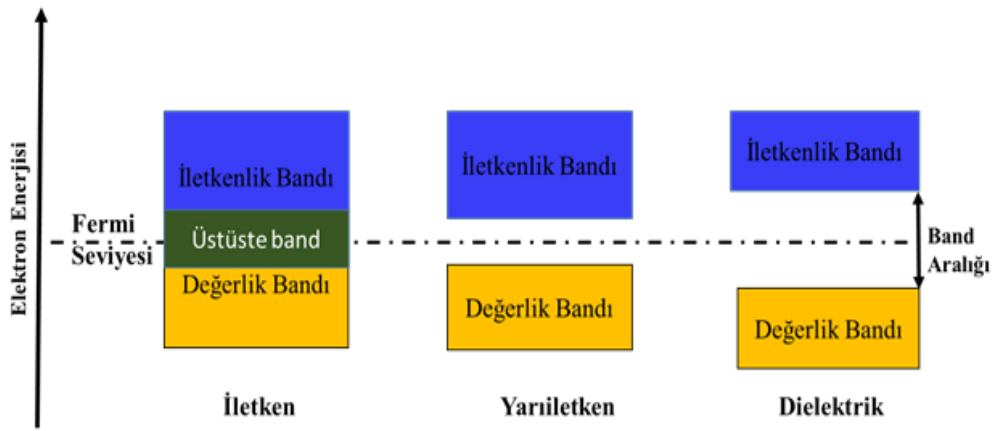 Elektron Enerjisi
Fermi
Seviyesi
İletkenlik Bandı
Üstüste band
Değerlik Bandı
İletken
İletkenlik Bandı
Değerlik Bandı
Yarıiletken
İletkenlik Bandı
Değerlik Bandı
Dielektrik
Band
Aralığı